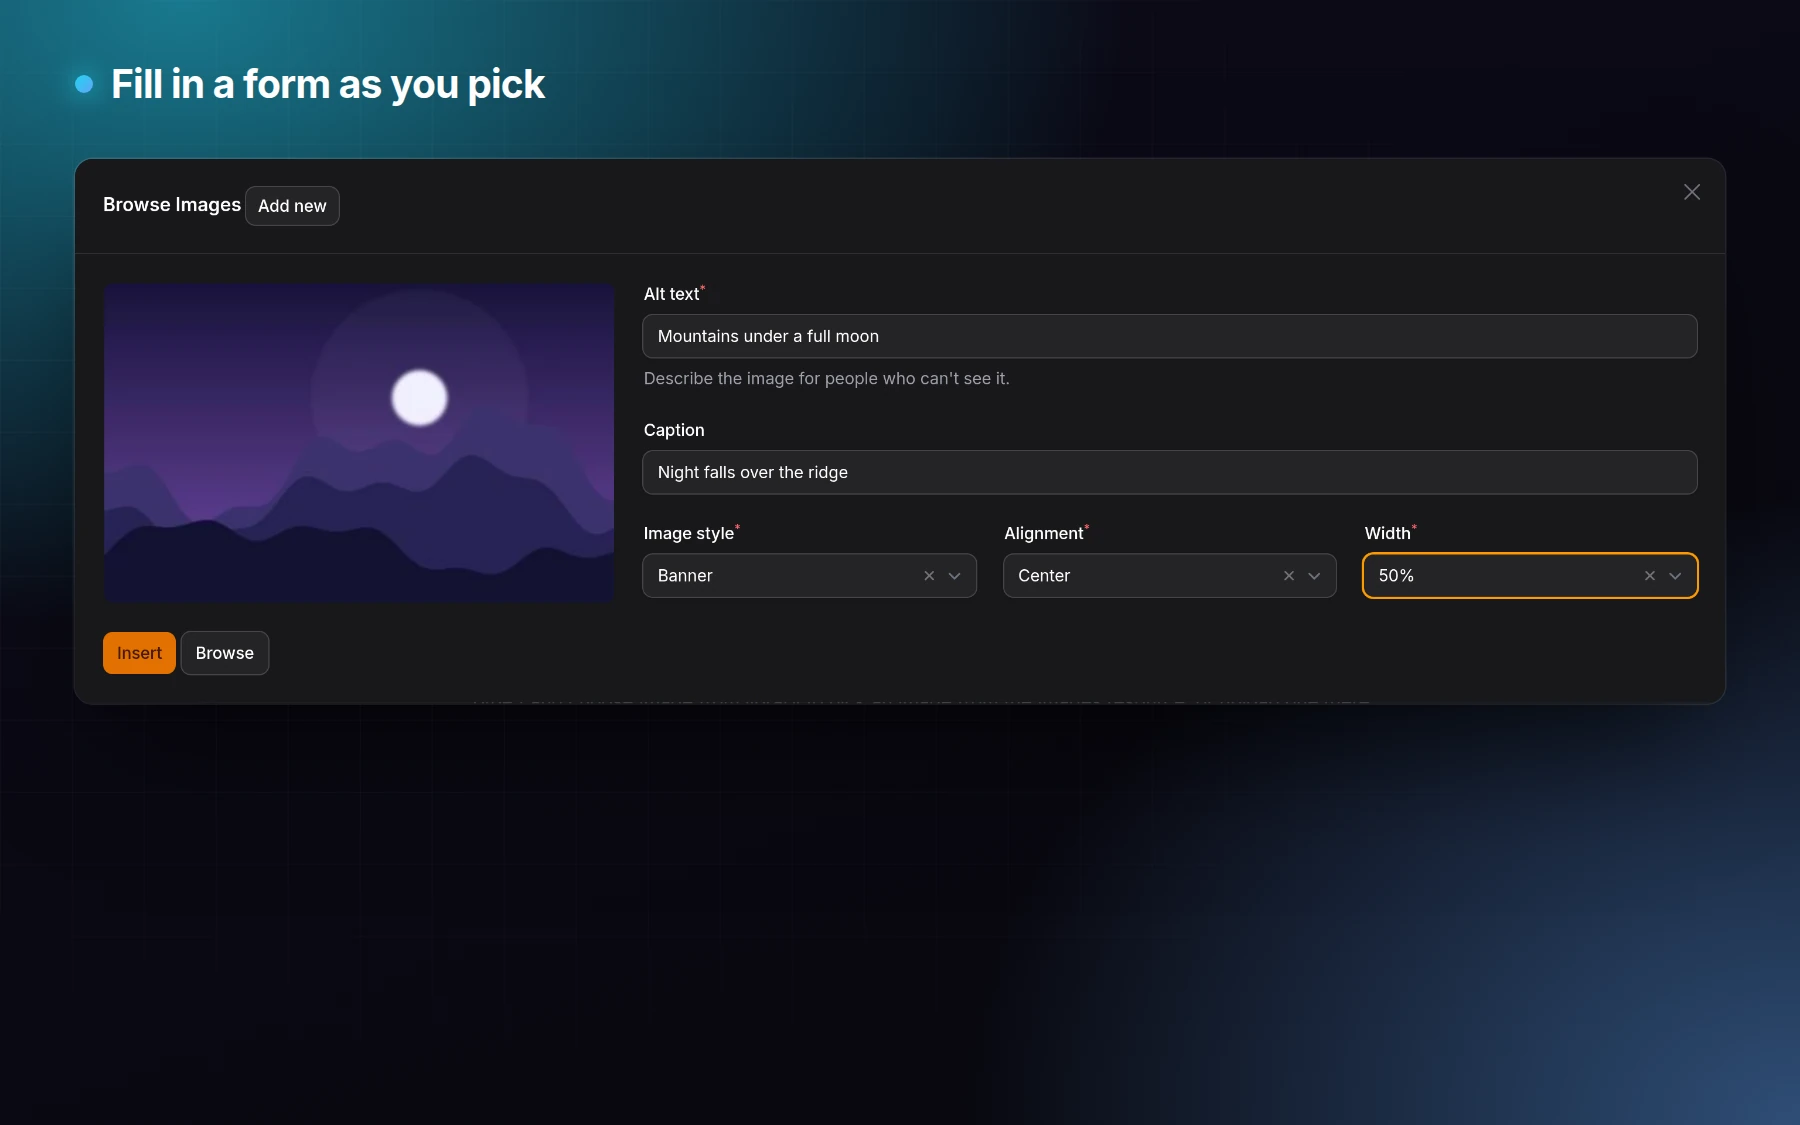 Fill in a form as you pick
Browse Images Add new
Alt text*
Mountains under a full moon
Describe the image for people who can't see it.
Caption
Night falls over the ridge
Image style* Alignment* Width*
Banner Center 50%
Insert Browse